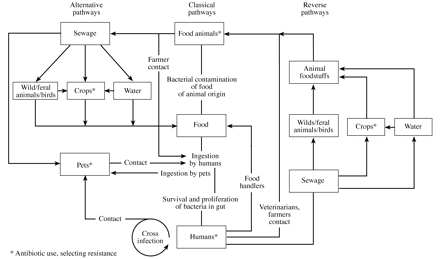 Alternative
pathways
Classical
pathways
Reverse
pathways
Sewage
Food animals*
Farmer
contact
Animal
foodstuffs
Bacterial contamination
of food
of animal origin
Wild/feral
animals/birds
Crops*
Water
Food
Wilds/feral
animals/birds
Crops*
Water
Pets*
Contact
Ingestion
by humans
Ingestion by pets
Food
handlers
Sewage
Survival and proliferation
of bacteria in gut
Veterinarians,
farmers
contact
Contact
Cross
infection
Humans*
* Antibiotic use, selecting resistance